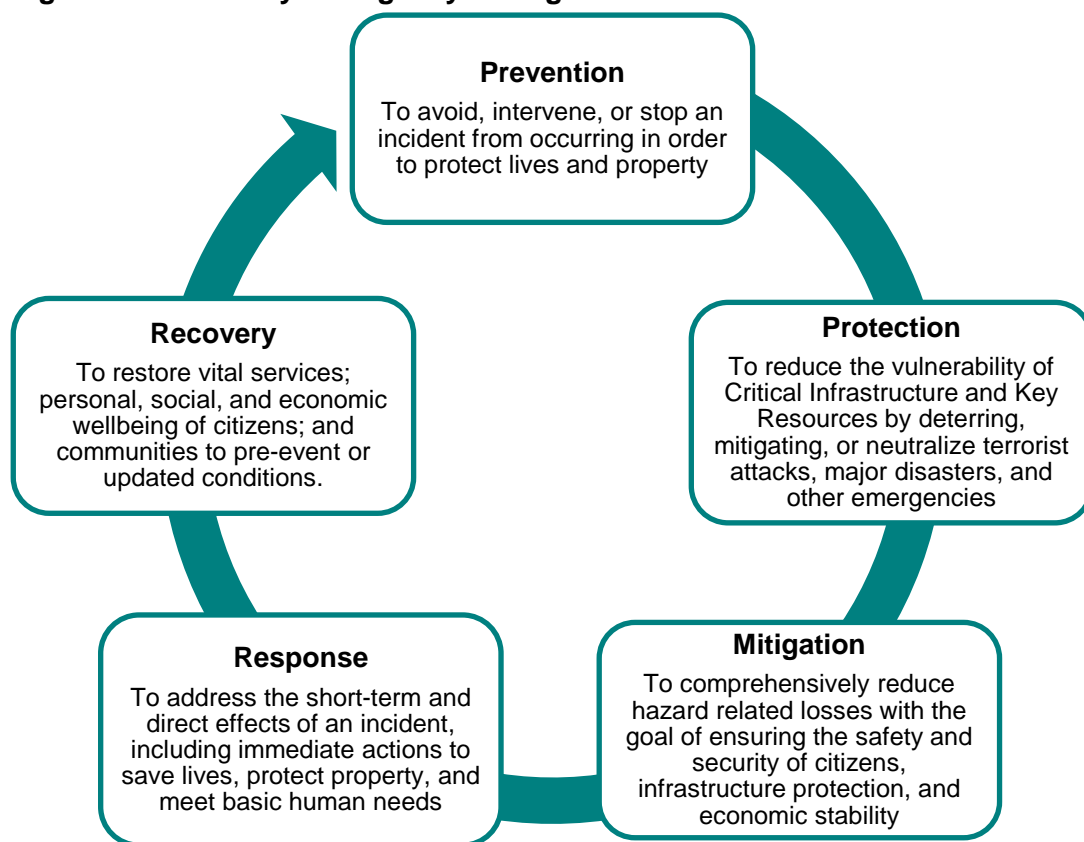 Prevention
To avoid, intervene, or stop an
incident from occurring in order
to protect lives and property
Protection
To reduce the vulnerability of
Critical Infrastructure and Key
Resources by deterring,
mitigating, or neutralize terrorist
attacks, major disasters, and
other emergencies
Mitigation
To comprehensively reduce
hazard related losses with the
goal of ensuring the safety and
security of citizens,
infrastructure protection, and
economic stability
Response
To address the short-term and
direct effects of an incident,
including immediate actions to
save lives, protect property, and
meet basic human needs
Recovery
To restore vital services;
personal, social, and economic
wellbeing of citizens; and
communities to pre-event or
updated conditions.